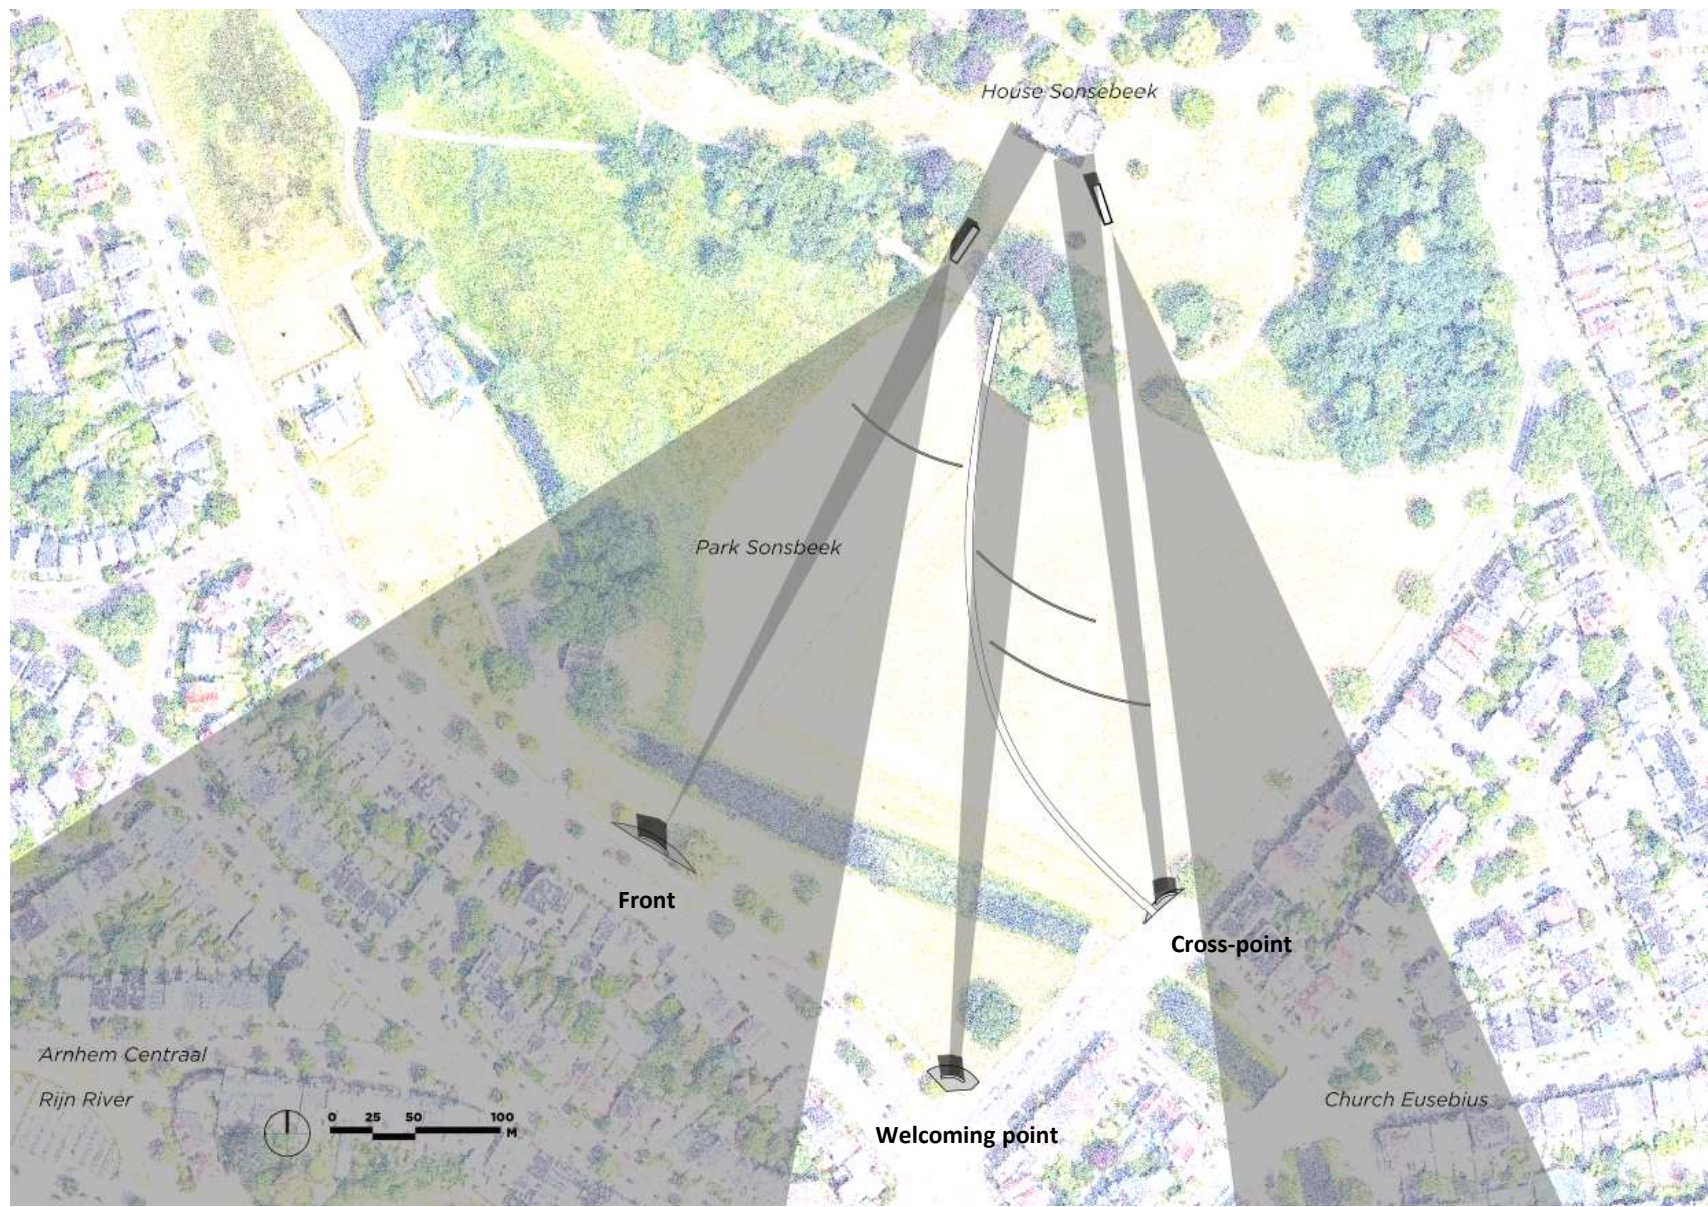 House Sonsebeek
Park Sonsbeek
Front
Cross-point
Arnhem Centraal
Rijn River
Church Eusebius
0 25 50 100
M
Welcoming point